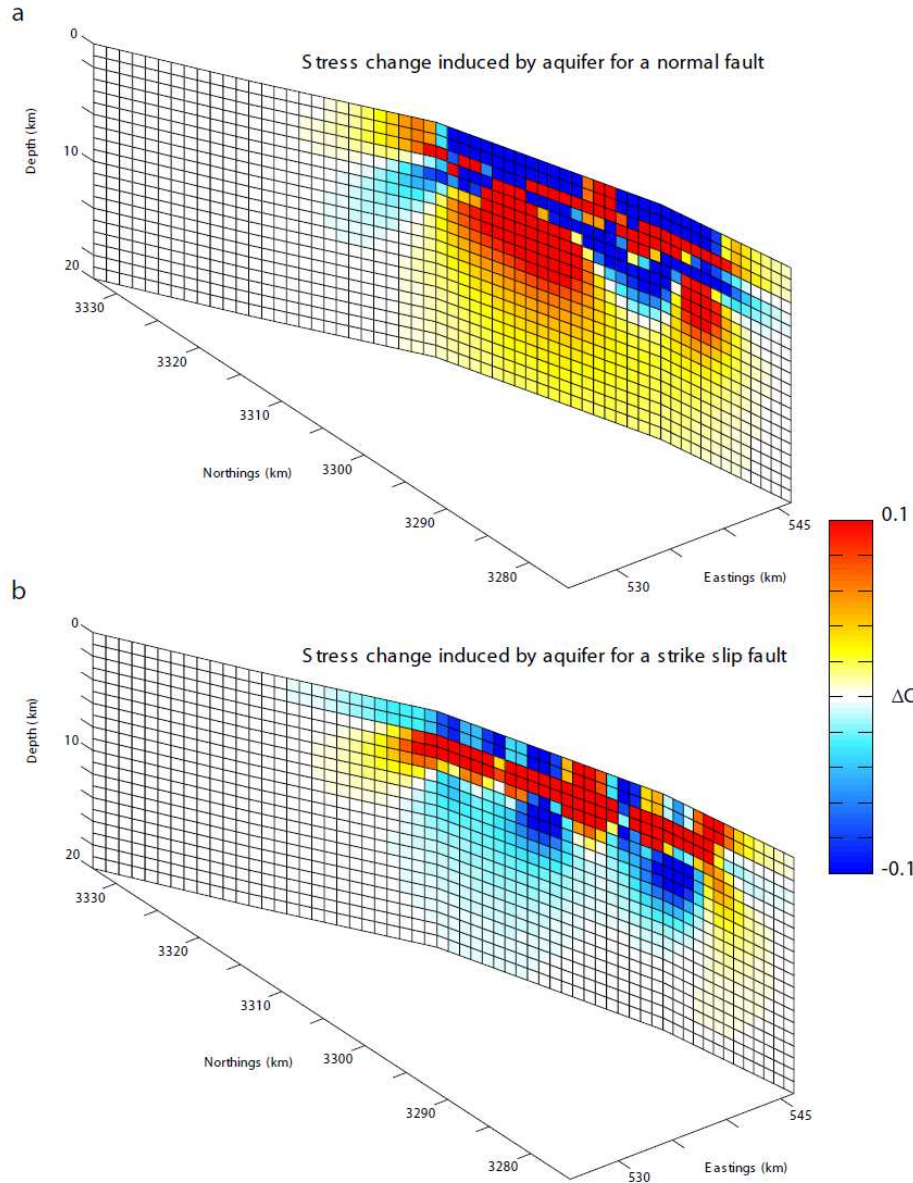 a
Stress change induced by aquifer for a normal fault
0
10
20
Depth (km)
3330
3320
3310
3300
3290
3280
Northings (km)
530
545
Eastings (km)
0.1
ΔC
-0.1
b
Stress change induced by aquifer for a strike slip fault
0
10
20
Depth (km)
3330
3320
3310
3300
3290
3280
Northings (km)
530
545
Eastings (km)